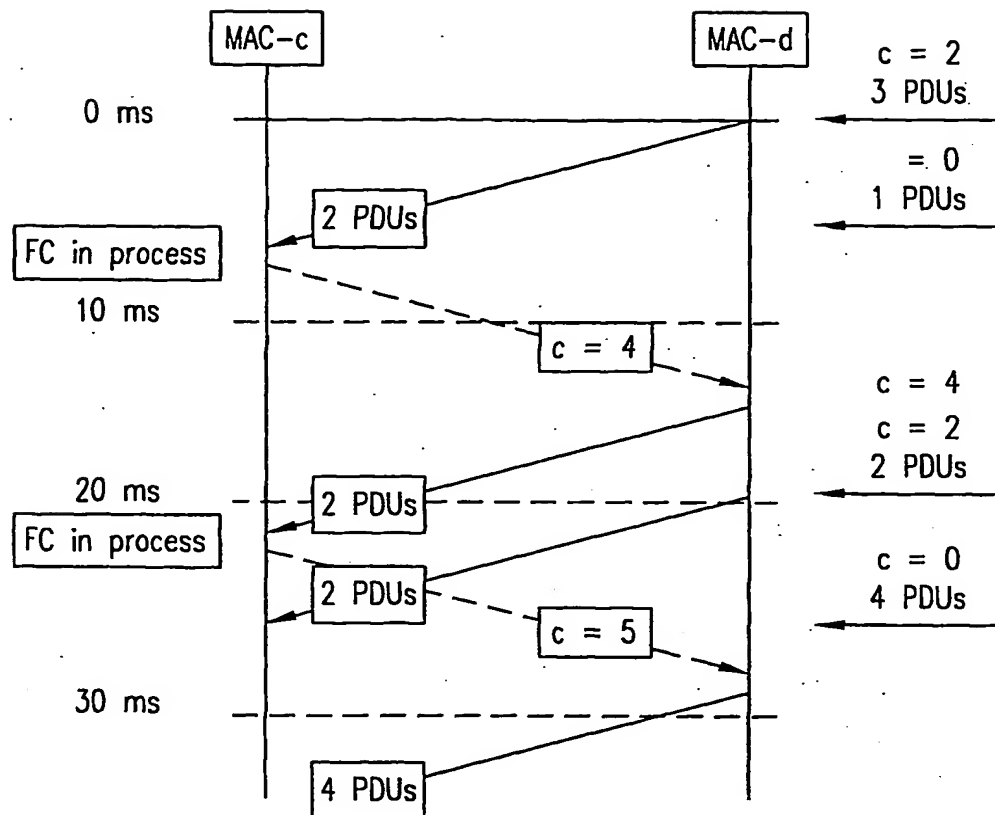 MAC-c
MAC-d
c = 2
3 PDUs
0 ms
= 0
1 PDUs
2 PDUs
FC in process
10 ms
c = 4
c = 4
c = 2
2 PDUs
20 ms
2 PDUs
FC in process
c = 0
4 PDUs
2 PDUs
c = 5
30 ms
4 PDUs